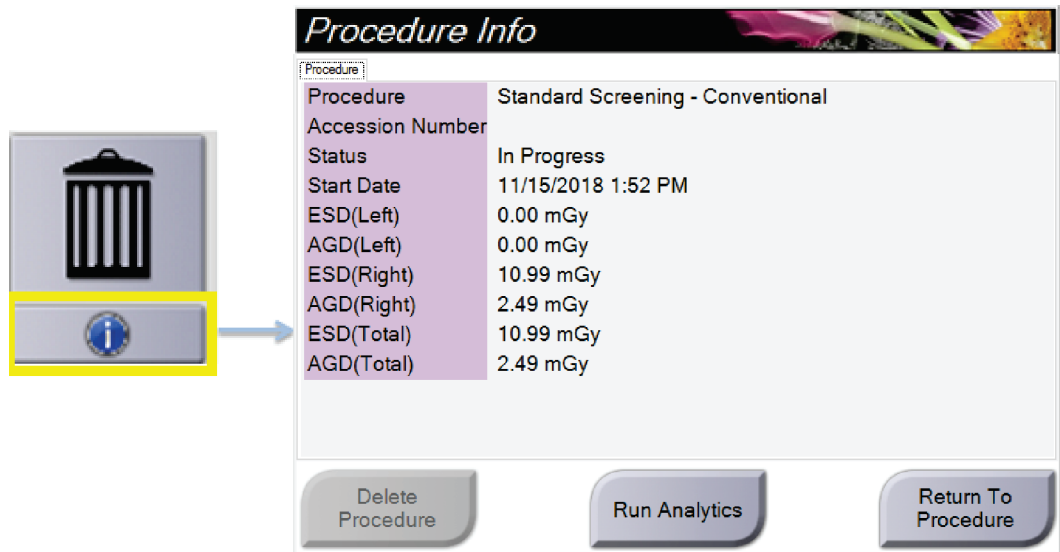 Procedure Info
Procedure
Procedure Standard Screening - Conventional
Accession Number
Status In Progress
Start Date 11/15/2018 1:52 PM
ESD(Left) 0.00 mGy
AGD(Left) 0.00 mGy
ESD(Right) 10.99 mGy
AGD(Right) 2.49 mGy
ESD(Total) 10.99 mGy
AGD(Total) 2.49 mGy
Delete
Procedure
Run Analytics
Return To
Procedure